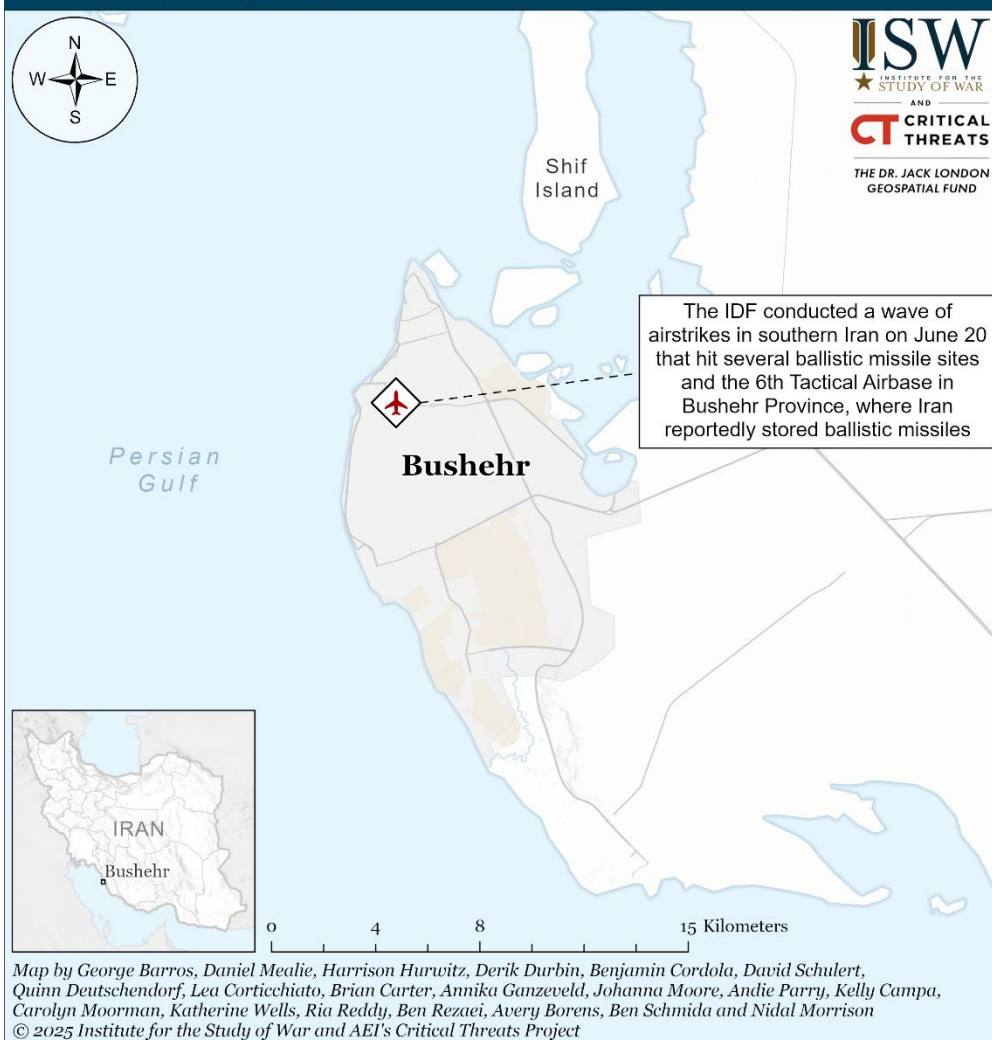 N
W
E
S
ISW
INSTITUTE FOR THE
STUDY OF WAR
AND
CT CRITICAL
THREATS
THE DR. JACK LONDON
GEOSPATIAL FUND
Shif
Island
The IDF conducted a wave of
airstrikes in southern Iran on June 20
that hit several ballistic missile sites
and the 6th Tactical Airbase in
Bushehr Province, where Iran
reportedly stored ballistic missiles
Persian
Gulf
Bushehr
IRAN
Bushehr
0 4 8 15 Kilometers
Map by George Barros, Daniel Mealie, Harrison Hurwitz, Derik Durbin, Benjamin Cordola, David Schulert,
Quinn Deutschendorf, Lea Corticchiato, Brian Carter, Annika Ganzeveld, Johanna Moore, Andie Parry, Kelly Campa,
Carolyn Moorman, Katherine Wells, Ria Reddy, Ben Rezaei, Avery Borens, Ben Schmida and Nidal Morrison
© 2025 Institute for the Study of War and AEI's Critical Threats Project